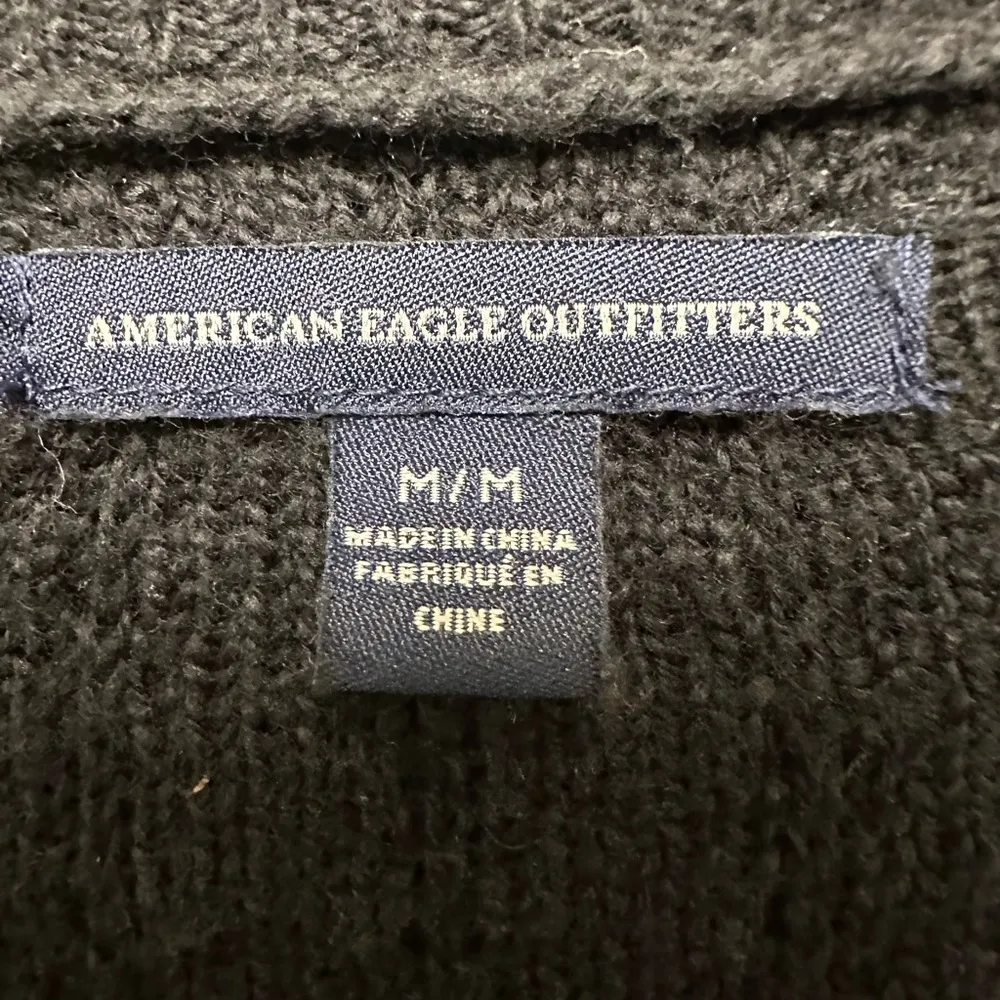 AMERICAN EAGLE OUTFITTERS
M/M
MADE IN CHINA
FABRIQUÉ EN
CHINE